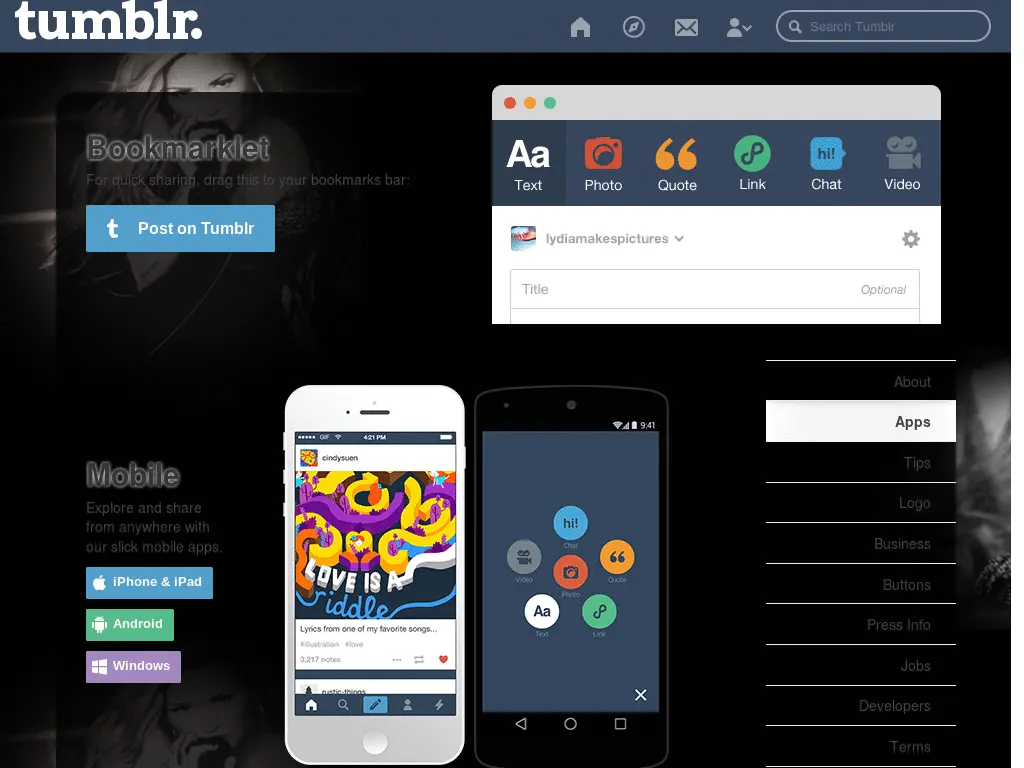 tumblr.
Search Tumblr
Bookmarklet
For quick sharing, drag this to your bookmarks bar:
t Post on Tumblr
Aa
Text
Photo
Quote
Link
hi!
Chat
Video
lydiamakespictures
Title
Optional
About
Apps
Tips
Logo
Business
Buttons
Press Info
Jobs
Developers
Terms
Mobile
Explore and share
from anywhere with
our slick mobile apps.
iPhone & iPad
Android
Windows
GIF 4:21 PM
cindysuen
LOVE IS A
riddle
Lyrics from one of my favorite songs...
#illustration #love
3,217 notes
rustic-things
9:41
hi!
Chat
Video
Quote
Photo
Aa
Text
Link